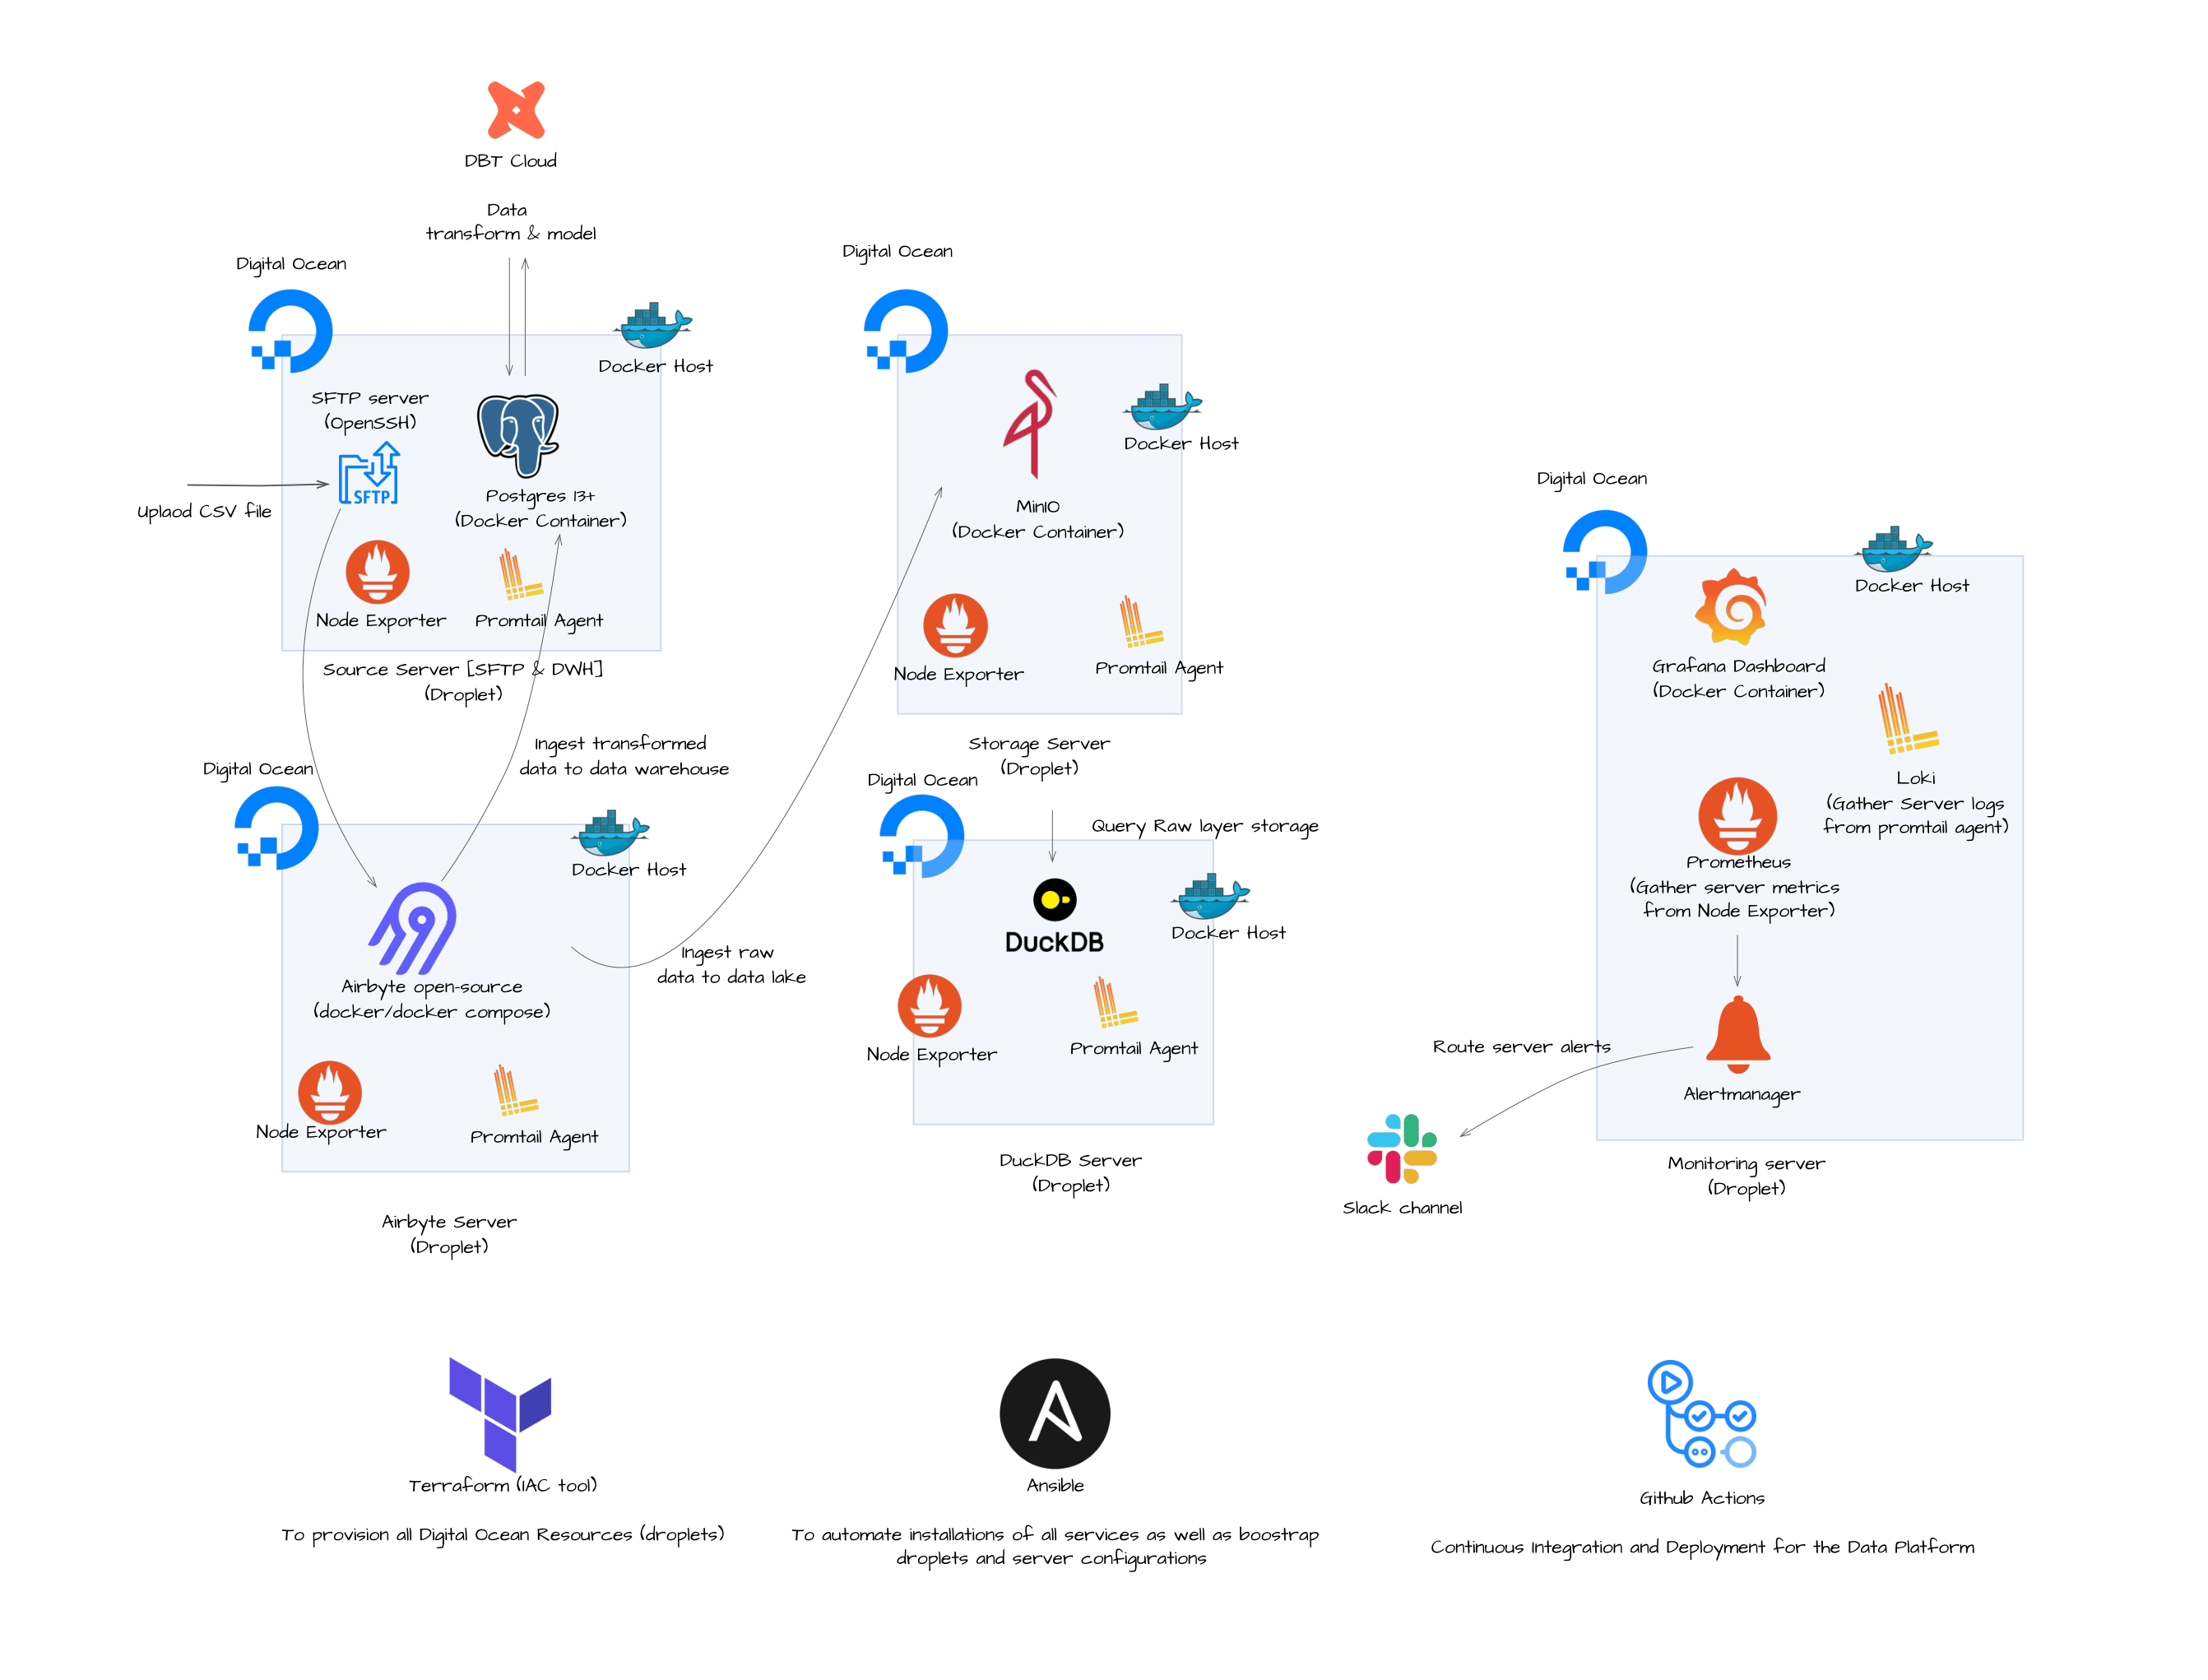 DBT Cloud
Data
transform & model
Digital Ocean
Docker Host
SFTP server
(OpenSSH)
SFTP
Uplaod CSV file
Postgres 13+
(Docker Container)
Node Exporter
Promtail Agent
Source Server [SFTP & DWH]
(Droplet)
Digital Ocean
Docker Host
MinIO
(Docker Container)
Node Exporter
Promtail Agent
Storage Server
(Droplet)
Ingest transformed
data to data warehouse
Digital Ocean
Docker Host
Airbyte open-source
(docker/docker compose)
Node Exporter
Promtail Agent
Airbyte Server
(Droplet)
Ingest raw
data to data lake
Digital Ocean
Query Raw layer storage
DuckDB
Docker Host
Node Exporter
Promtail Agent
DuckDB Server
(Droplet)
Digital Ocean
Docker Host
Grafana Dashboard
(Docker Container)
Loki
(Gather Server logs
from promtail agent)
Prometheus
(Gather server metrics
from Node Exporter)
Route server alerts
Alertmanager
Slack channel
Monitoring server
(Droplet)
Terraform (IAC tool)
To provision all Digital Ocean Resources (droplets)
Ansible
To automate installations of all services as well as boostrap
droplets and server configurations
Github Actions
Continuous Integration and Deployment for the Data Platform